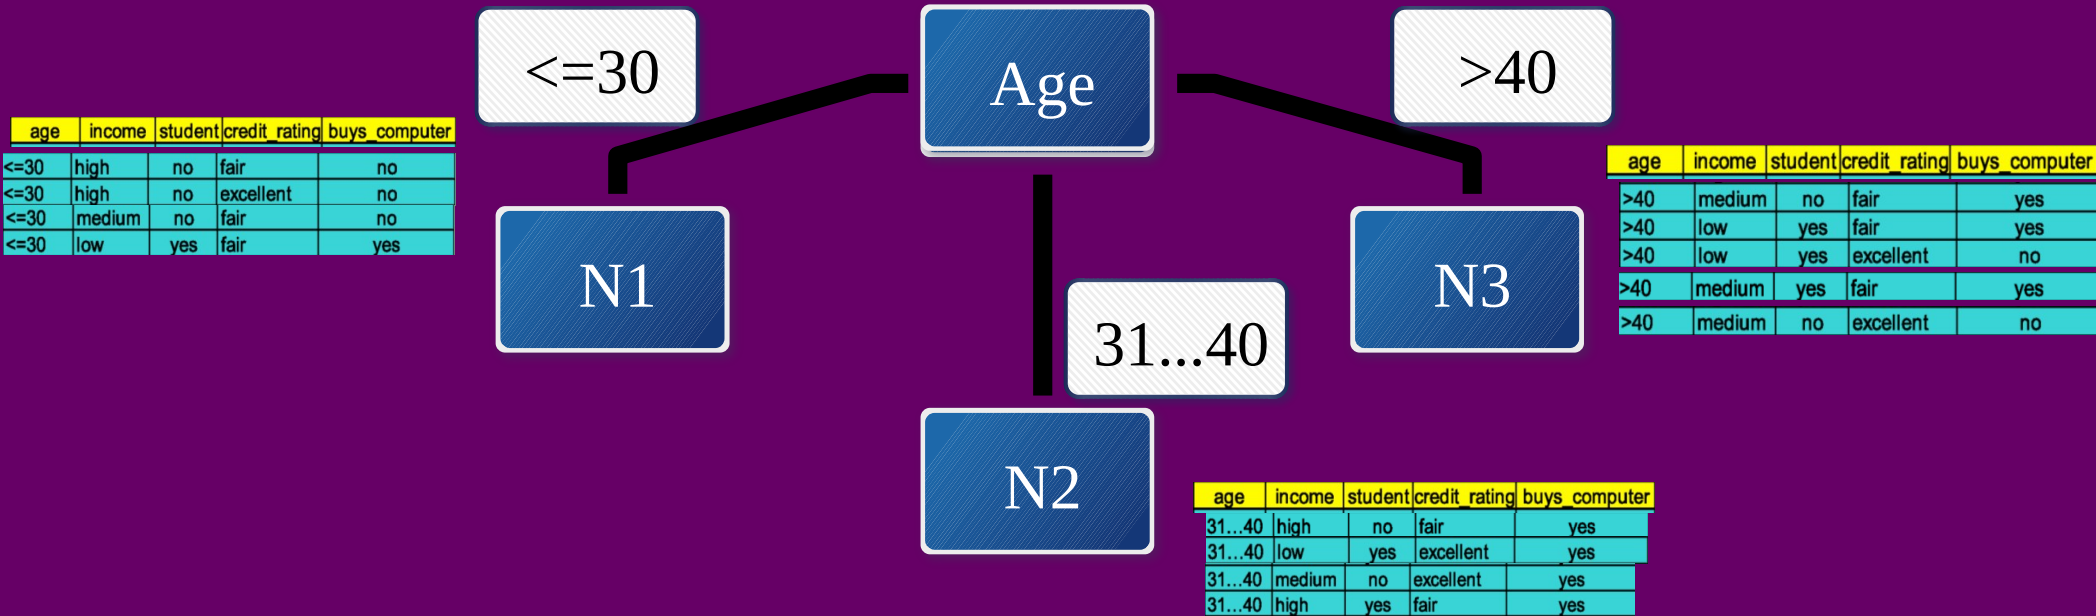 <=30
Age
>40
age income student credit_rating buys_computer
<=30 high no fair no
<=30 high no excellent no
<=30 medium no fair no
<=30 low yes fair yes
age income student credit_rating buys_computer
>40 medium no fair yes
>40 low yes fair yes
>40 low yes excellent no
>40 medium yes fair yes
>40 medium no excellent no
N1
N3
31...40
N2
age income student credit_rating buys_computer
31...40 high no fair yes
31...40 low yes excellent yes
31...40 medium no excellent yes
31...40 high yes fair yes